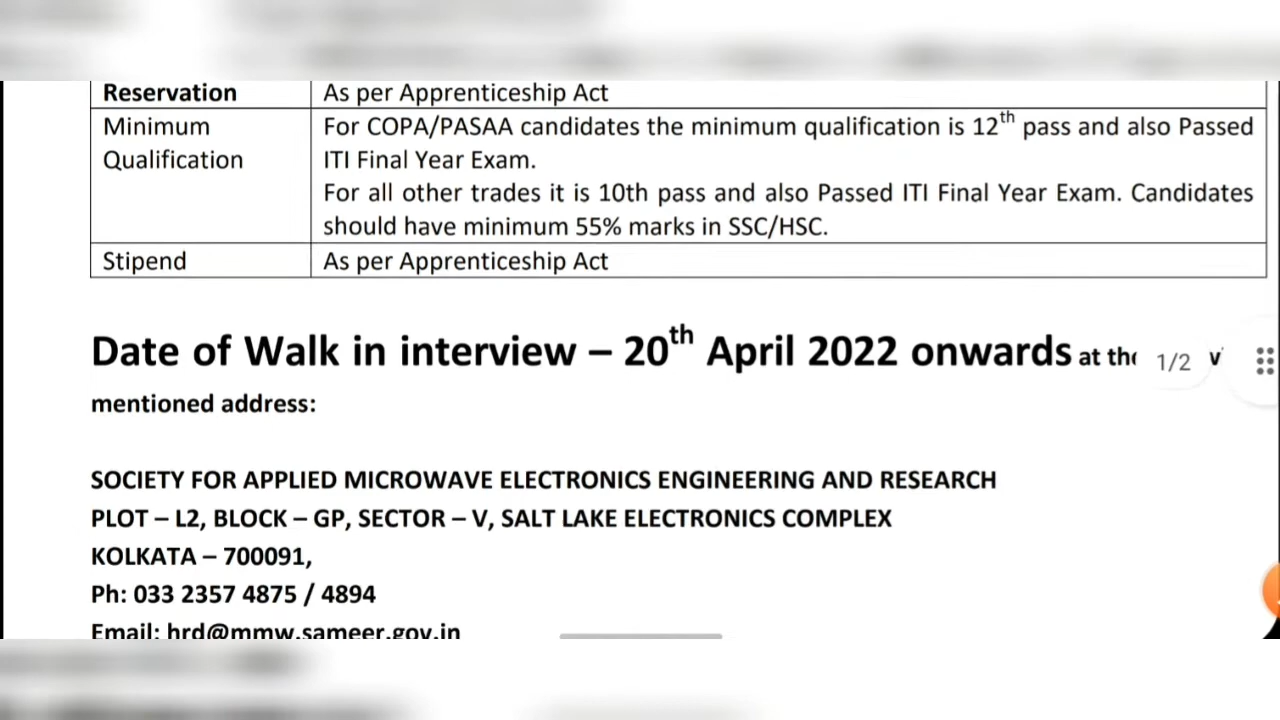 Reservation As per Apprenticeship Act
Minimum For COPA/PASAA candidates the minimum qualification is 12th pass and also Passed
Qualification ITI Final Year Exam.
For all other trades it is 10th pass and also Passed ITI Final Year Exam. Candidates
should have minimum 55% marks in SSC/HSC.
Stipend As per Apprenticeship Act
Date of Walk in interview – 20th April 2022 onwards at
1/2
mentioned address:
SOCIETY FOR APPLIED MICROWAVE ELECTRONICS ENGINEERING AND RESEARCH
PLOT – L2, BLOCK – GP, SECTOR – V, SALT LAKE ELECTRONICS COMPLEX
KOLKATA – 700091,
Ph: 033 2357 4875 / 4894
Email: hrd@mmw.sameer.gov.in